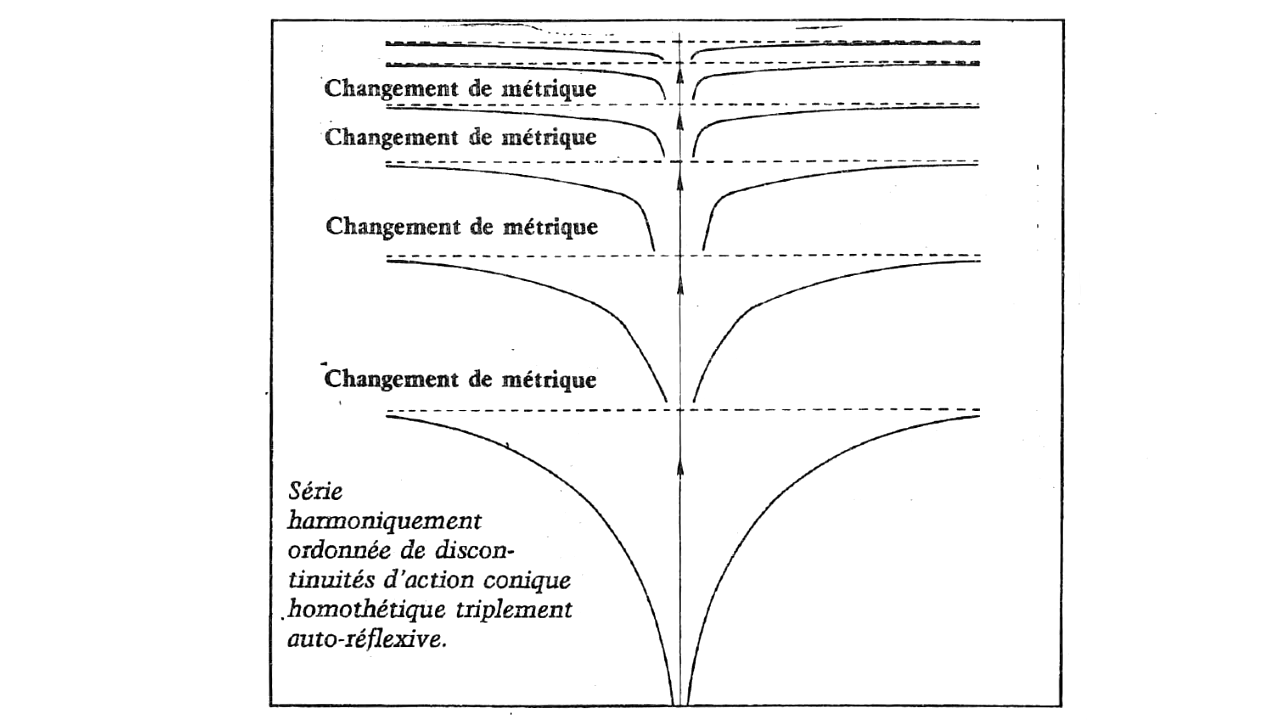 Changement de métrique
Changement de métrique
Changement de métrique
Changement de métrique
Série
harmoniquement
ordonnée de discon-
tinuités d'action conique
homothétique triplement
auto-réflexive.